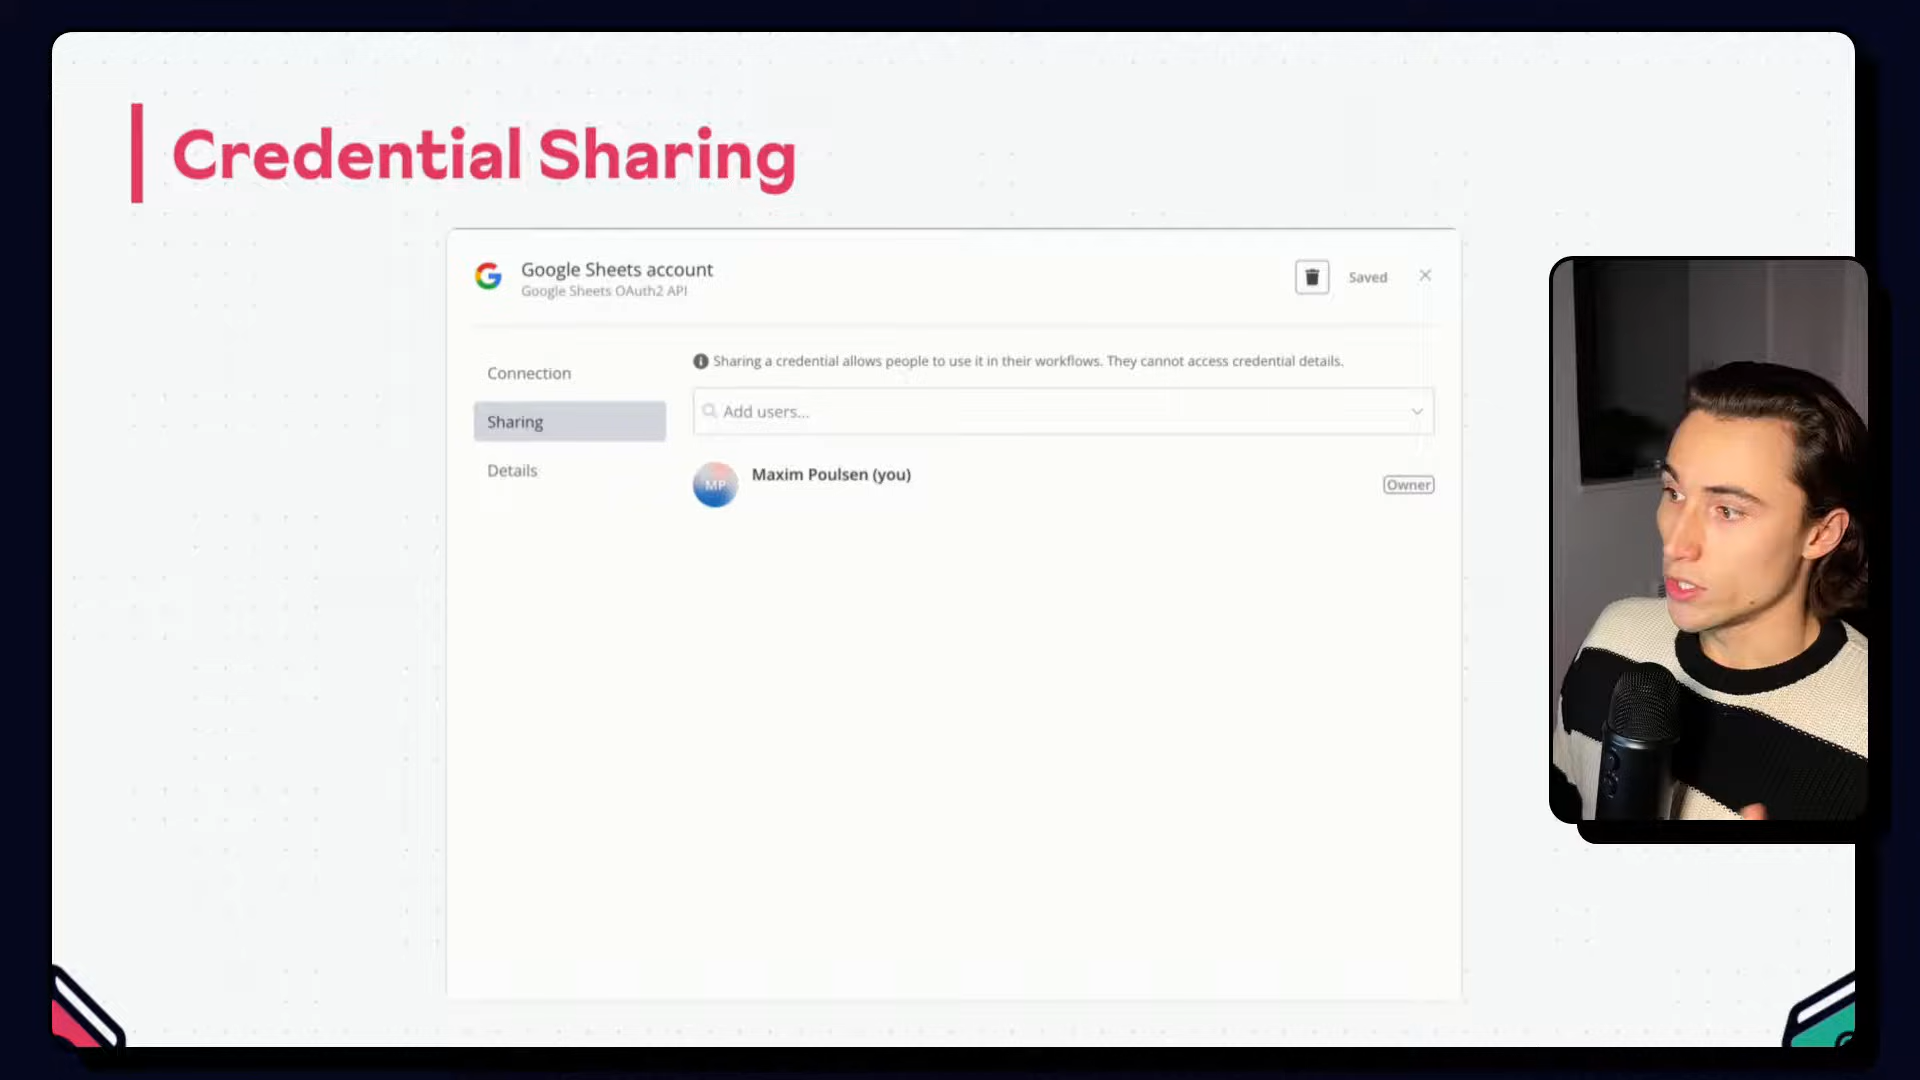 Credential Sharing
Google Sheets account
Google Sheets OAuth2 API
Saved
Connection
Sharing
Details
Sharing a credential allows people to use it in their workflows. They cannot access credential details.
Add users...
MP
Maxim Poulsen (you)
Owner